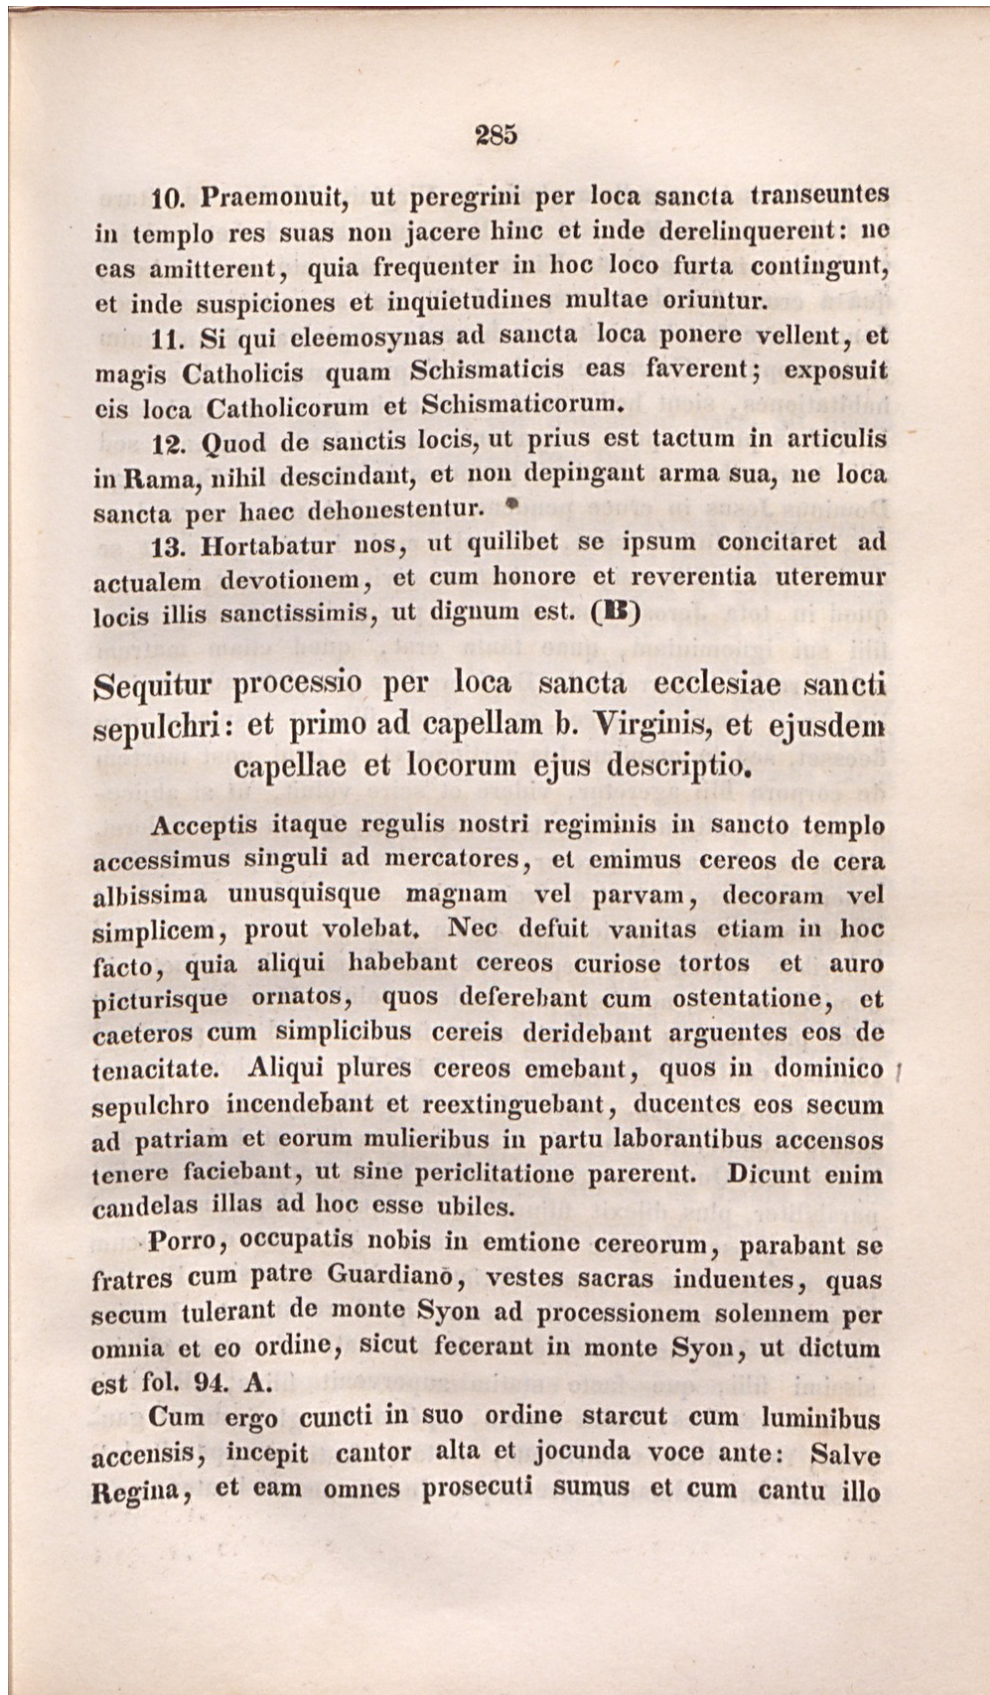 285
10. Praemonuit, ut peregrini per loca sancta transeuntes
in templo res suas non jacere hinc et inde derelinquerent: ne
eas amitterent, quia frequenter in hoc loco furta contingunt,
et inde suspiciones et inquietudines multae oriuntur.
11. Si qui eleemosynas ad sancta loca ponere vellent, et
magis Catholicis quam Schismaticis eas faverent; exposuit
eis loca Catholicorum et Schismaticorum.
12. Quod de sanctis locis, ut prius est tactum in articulis
in Rama, nihil descindant, et non depingant arma sua, ne loca
sancta per haec dehonestentur.
13. Hortabatur nos, ut quilibet se ipsum concitaret ad
actualem devotionem, et cum honore et reverentia uteremur
locis illis sanctissimis, ut dignum est. (B)
Sequitur processio per loca sancta ecclesiae sancti
sepulchri: et primo ad capellam b. Virginis, et ejusdem
capellae et locorum ejus descriptio.
Acceptis itaque regulis nostri regiminis in sancto templo
accessimus singuli ad mercatores, et emimus cereos de cera
albissima unusquisque magnam vel parvam, decoram vel
simplicem, prout volebat. Nec defuit vanitas etiam in hoc
facto, quia aliqui habebant cereos curiose tortos et auro
picturisque ornatos, quos deferebant cum ostentatione, et
caeteros cum simplicibus cereis deridebant arguentes eos de
tenacitate. Aliqui plures cereos emebant, quos in dominico
sepulchro incendebant et reextinguebant, ducentes eos secum
ad patriam et eorum mulieribus in partu laborantibus accensos
tenere faciebant, ut sine periclitatione parerent. Dicunt enim
candelas illas ad hoc esse ubiles.
Porro, occupatis nobis in emtione cereorum, parabant se
fratres cum patre Guardiano, vestes sacras induentes, quas
secum tulerant de monte Syon ad processionem solennem per
omnia et eo ordine, sicut fecerant in monte Syon, ut dictum
est fol. 94. A.
Cum ergo cuncti in suo ordine starcut cum luminibus
accensis, incepit cantor alta et jocunda voce ante: Salve
Regina, et eam omnes prosecuti sumus et cum cantu illo